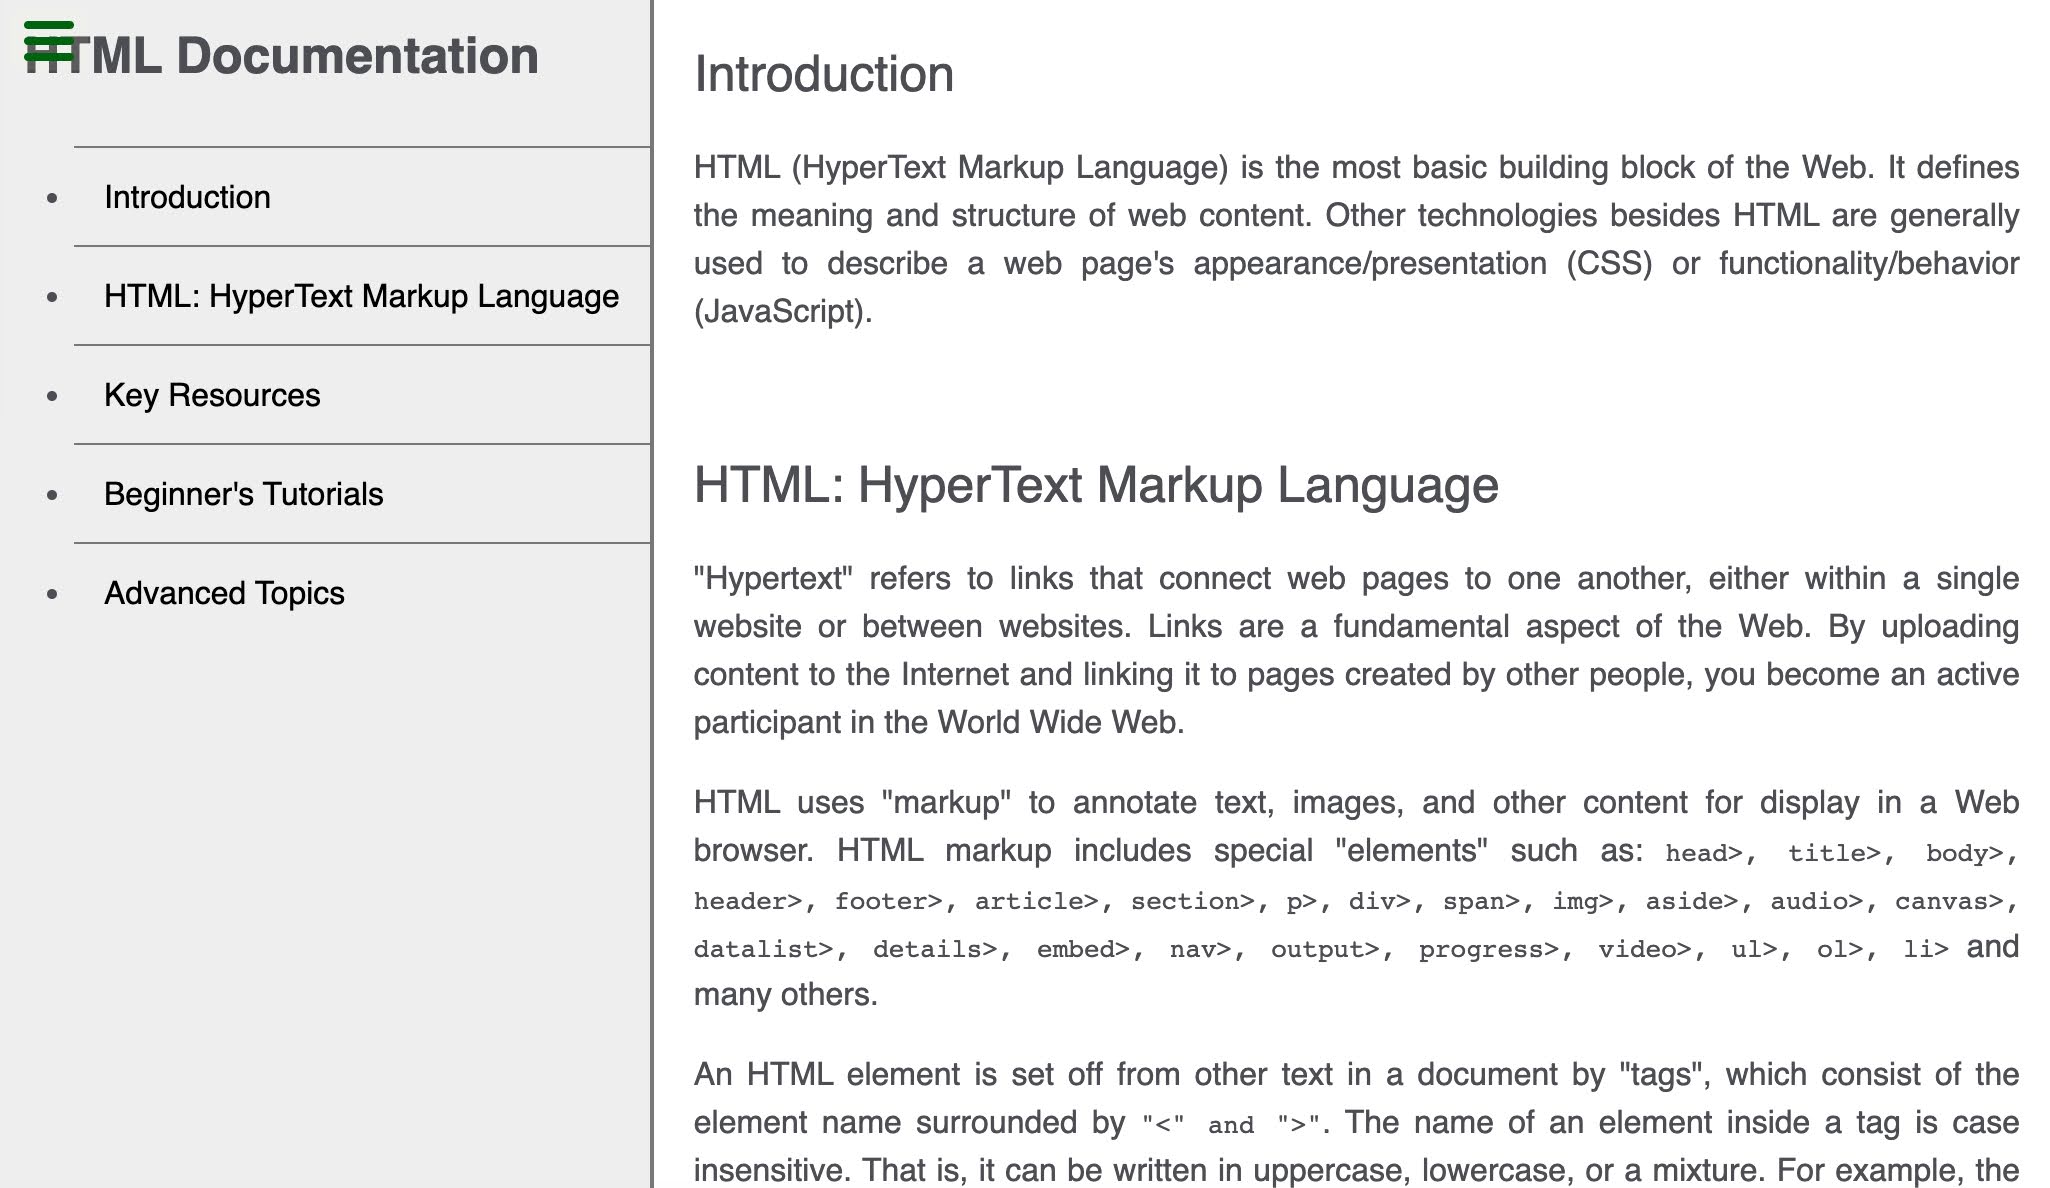 HTML Documentation
Introduction
HTML: HyperText Markup Language
Key Resources
Beginner's Tutorials
Advanced Topics
Introduction
HTML (HyperText Markup Language) is the most basic building block of the Web. It defines
the meaning and structure of web content. Other technologies besides HTML are generally
used to describe a web page's appearance/presentation (CSS) or functionality/behavior
(JavaScript).
HTML: HyperText Markup Language
"Hypertext" refers to links that connect web pages to one another, either within a single
website or between websites. Links are a fundamental aspect of the Web. By uploading
content to the Internet and linking it to pages created by other people, you become an active
participant in the World Wide Web.
HTML uses "markup" to annotate text, images, and other content for display in a Web
browser. HTML markup includes special "elements" such as: head>, title>, body>,
header>, footer>, article>, section>, p>, div>, span>, img>, aside>, audio>, canvas>,
datalist>, details>, embed>, nav>, output>, progress>, video>, ul>, ol>, li> and
many others.
An HTML element is set off from other text in a document by "tags", which consist of the
element name surrounded by "<" and ">". The name of an element inside a tag is case
insensitive. That is, it can be written in uppercase, lowercase, or a mixture. For example, the